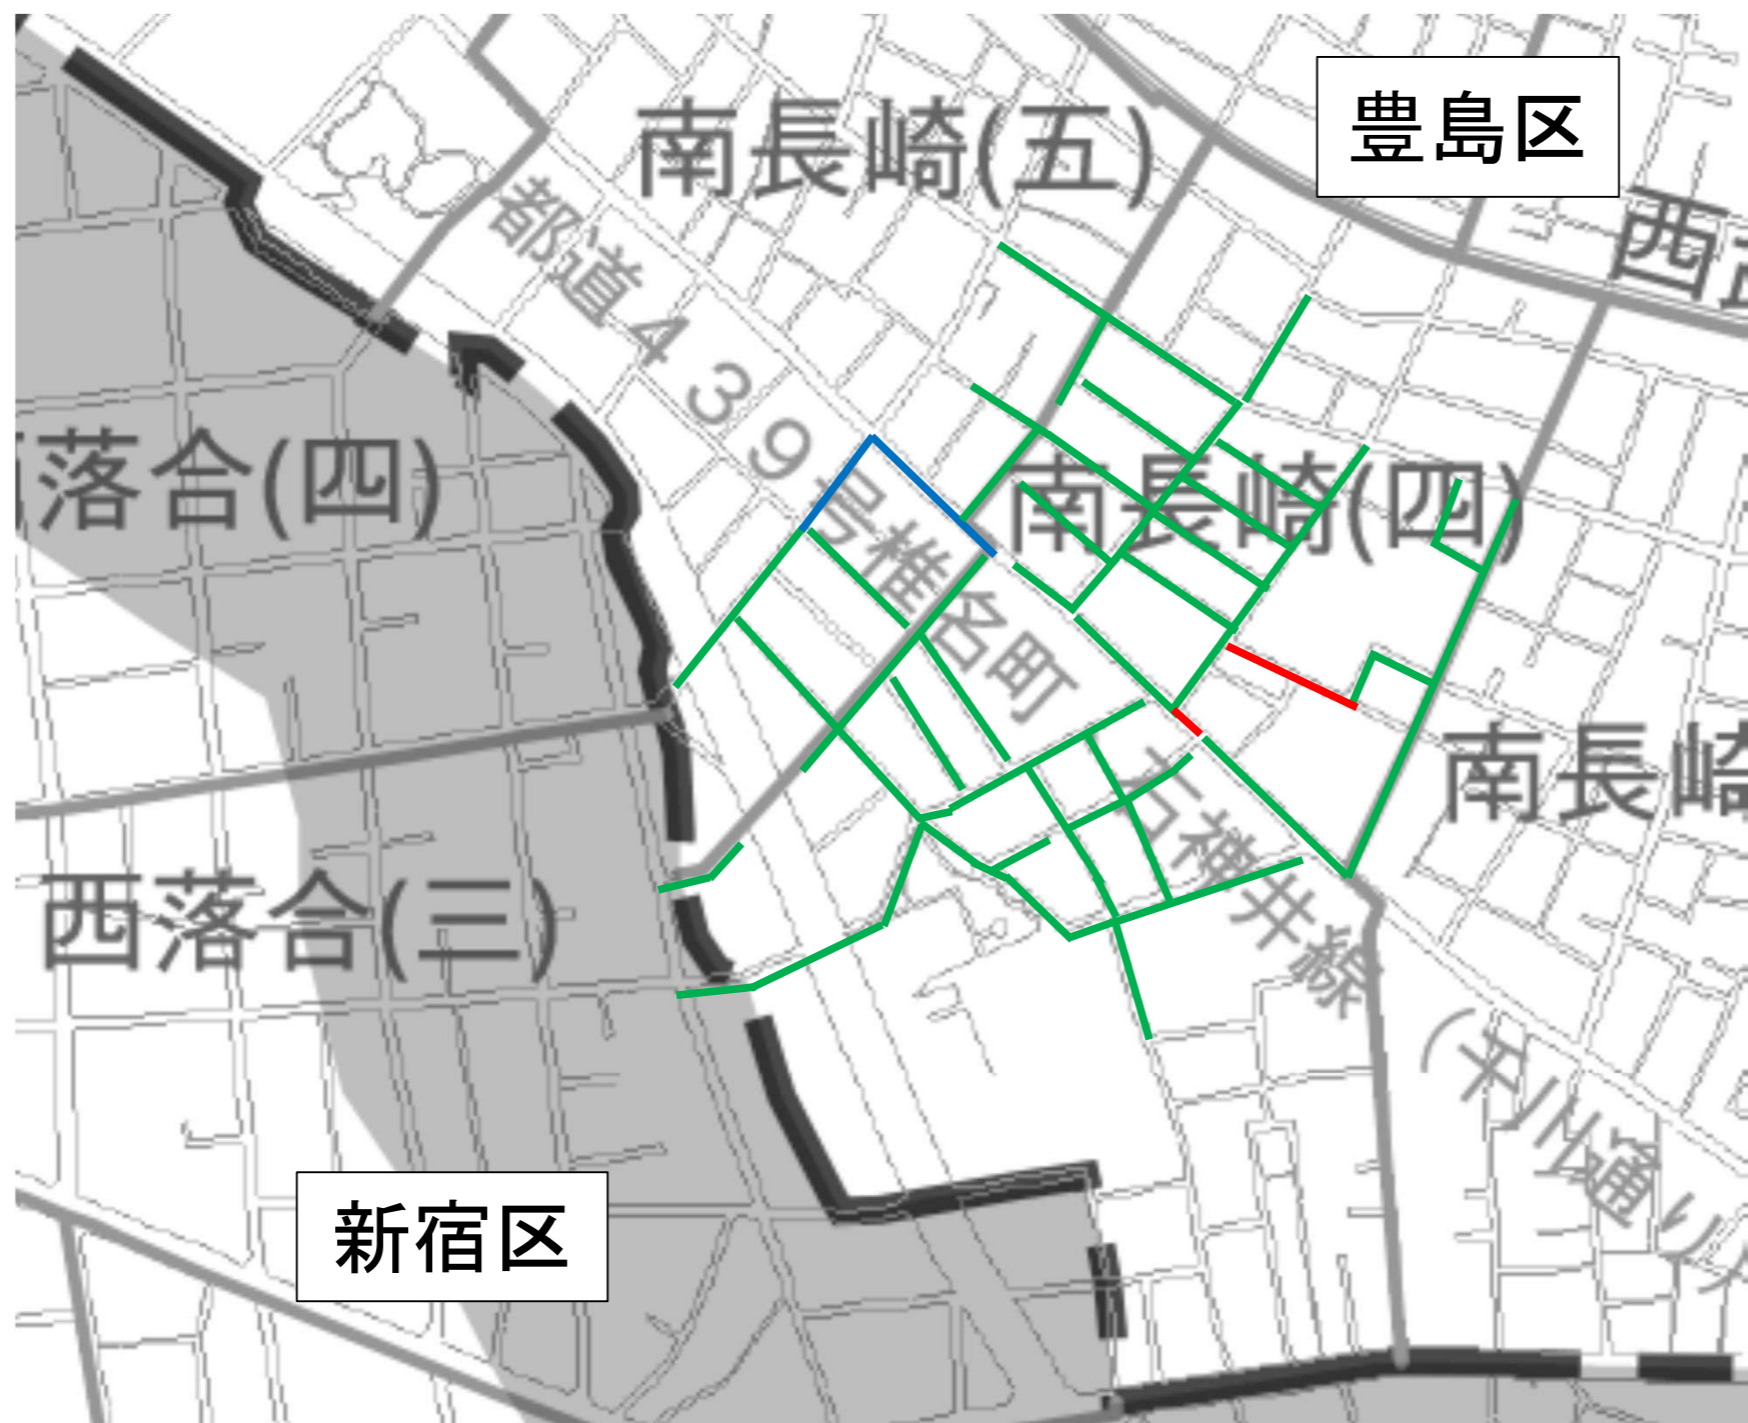 豊島区
南長崎(五)
西武
都道439号椎名町石神井線(千川通り)
落合(四)
南長崎(四)
南長崎
西落合(三)
新宿区